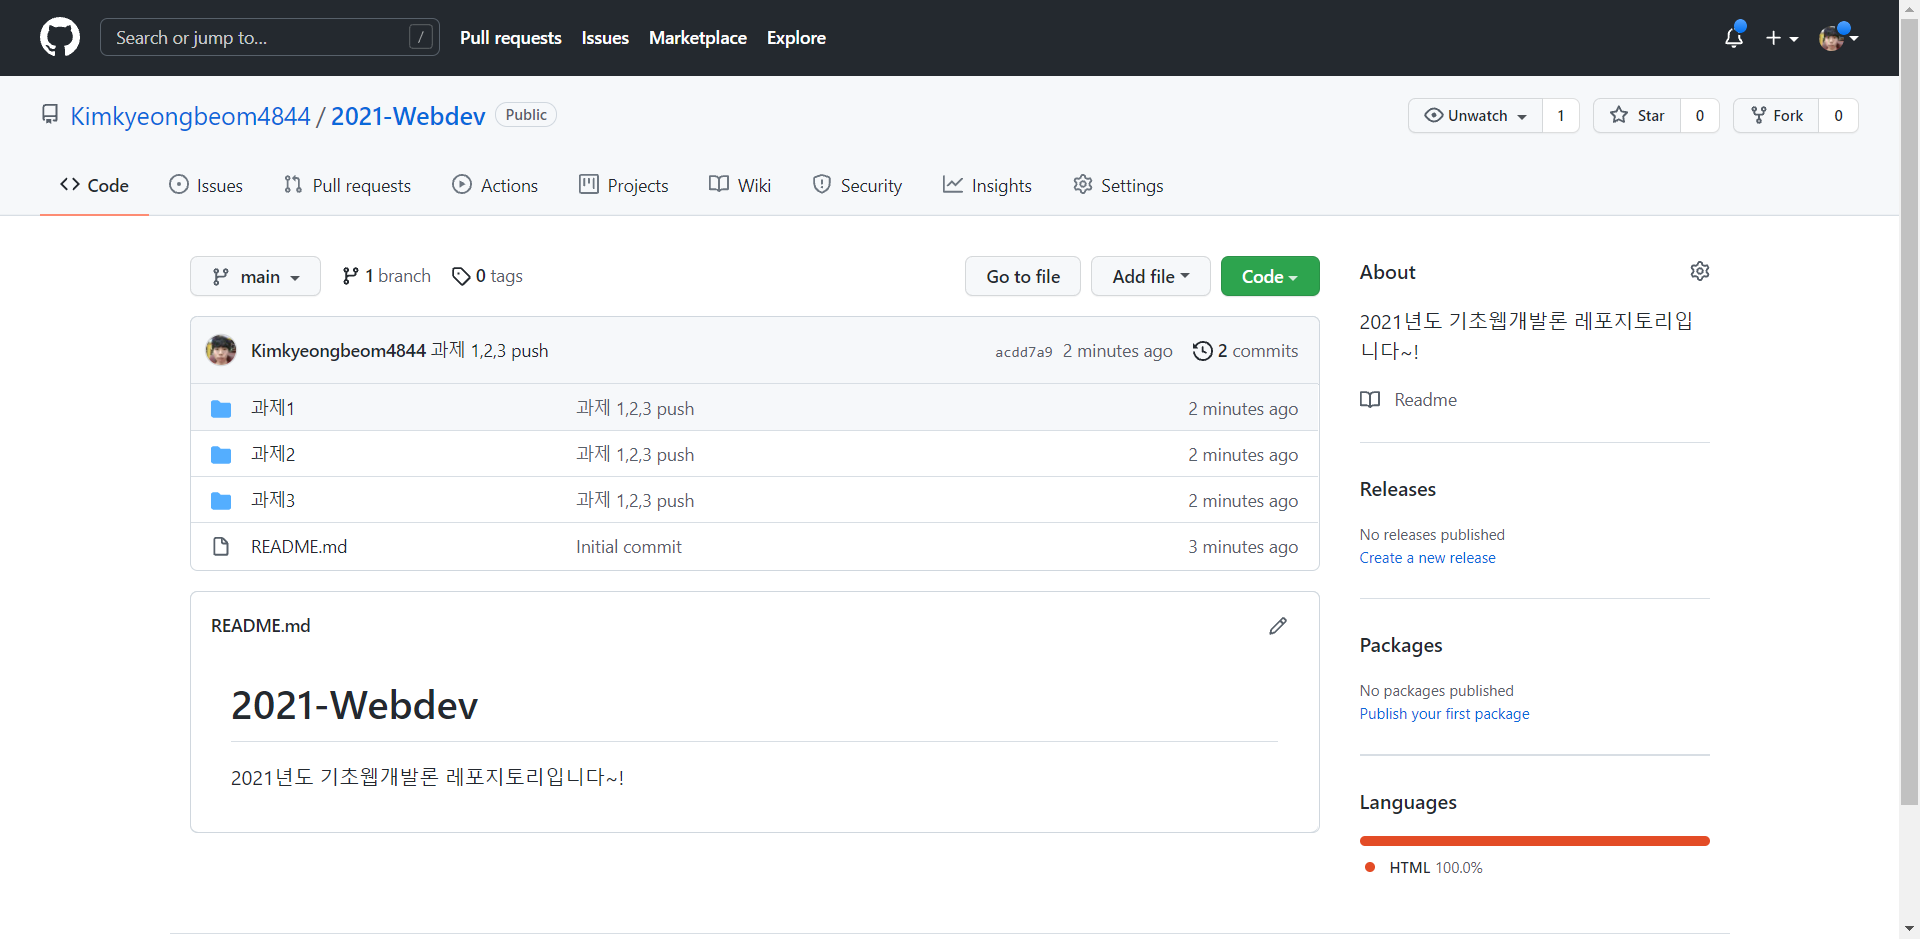 Search or jump to... /
Pull requests Issues Marketplace Explore
Kimkyeongbeom4844 / 2021-Webdev Public
Unwatch 1 Star 0 Fork 0
Code Issues Pull requests Actions Projects Wiki Security Insights Settings
main 1 branch 0 tags
Go to file Add file Code
Kimkyeongbeom4844 과제 1,2,3 push acdd7a9 2 minutes ago 2 commits
과제1 과제 1,2,3 push 2 minutes ago
과제2 과제 1,2,3 push 2 minutes ago
과제3 과제 1,2,3 push 2 minutes ago
README.md Initial commit 3 minutes ago
README.md
2021-Webdev
2021년도 기초웹개발론 레포지토리입니다~!
About
2021년도 기초웹개발론 레포지토리입
니다~!
Readme
Releases
No releases published
Create a new release
Packages
No packages published
Publish your first package
Languages
HTML 100.0%